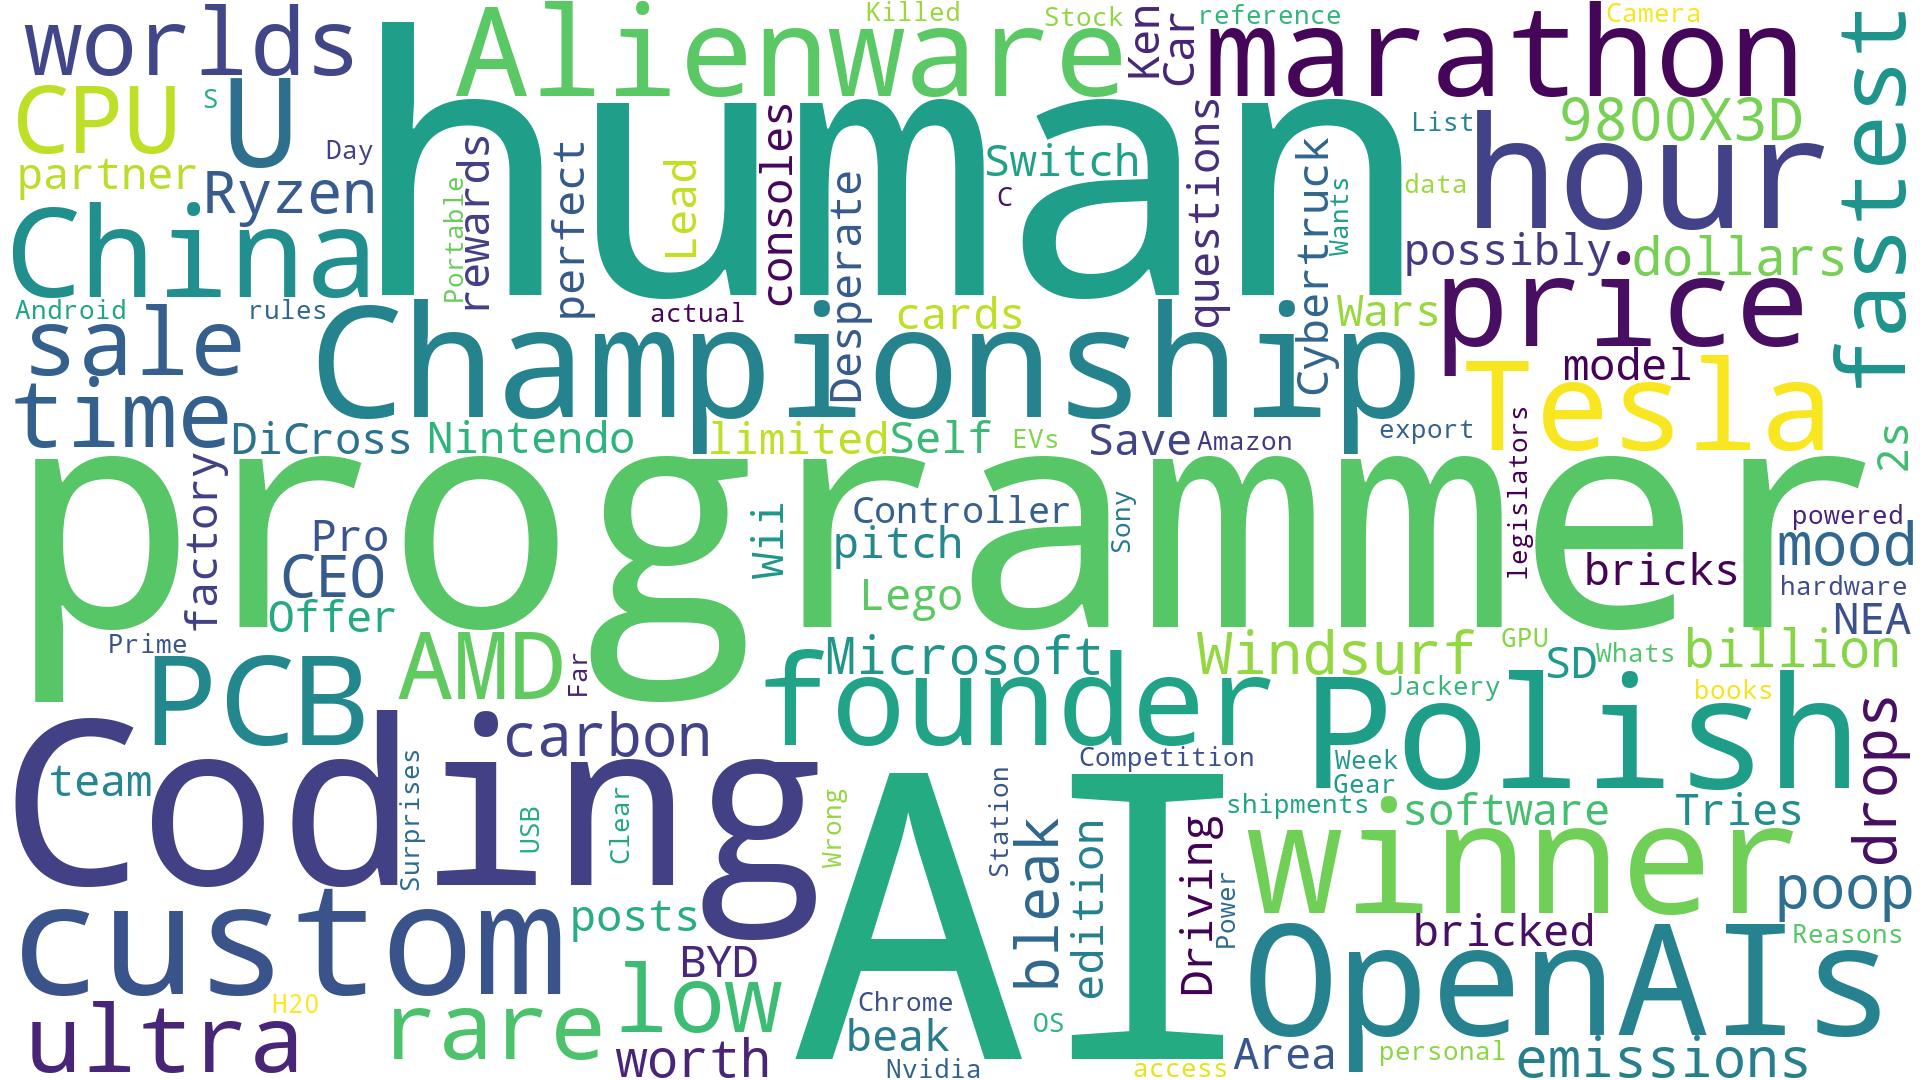 worlds
Alienware
Killed
Stock
Ken
Car
reference
marathon
Camera
fastest
CPU
S
U
human
9800X3D
List
hour
partner
Day
Ryzen
Portable
rewards
perfect
Lead
consoles
Desperate
Switch
C
questions
Cybertruck
Wants
data
China
possibly
dollars
Android
rules
actual
cards
Wars
price
sale
Championship
model
Tesla
time
DiCross
Nintendo
limited
Self
EVs
Save
Amazon
export
legislators
2s
programmer
factory
Pro
CEO
Offer
Wii
Controller
pitch
Lego
Sony
bricks
powered
mood
hardware
NEA
Prime
PCB
AMD
Far
Microsoft
founder
Windsurf
GPU
SD
Whats
billion
Jackery
books
Polish
drops
Coding
carbon
team
Surprises
USB
Clear
Wrong
Competition
Week
Gear
shipments
software
Tries
AI
Station
bleak
edition
Driving
Power
winner
poop
custom
posts
BYD
bricked
Reasons
OpenAIs
H2O
ultra
rare
low
worth
Chrome
beak
OS
Nvidia
access
Area
personal
emissions